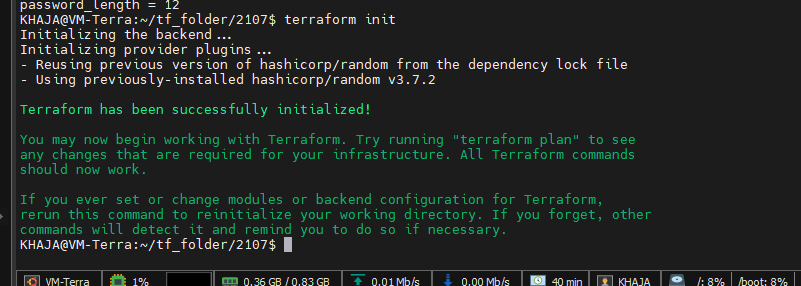 password_length = 12
KHAJA@VM-Terra:~/tf_folder/2107$ terraform init
Initializing the backend...
Initializing provider plugins...
- Reusing previous version of hashicorp/random from the dependency lock file
- Using previously-installed hashicorp/random v3.7.2
Terraform has been successfully initialized!
You may now begin working with Terraform. Try running "terraform plan" to see
any changes that are required for your infrastructure. All Terraform commands
should now work.
If you ever set or change modules or backend configuration for Terraform,
rerun this command to reinitialize your working directory. If you forget, other
commands will detect it and remind you to do so if necessary.
KHAJA@VM-Terra:~/tf_folder/2107$
VM-Terra 1% 0.36 GB / 0.83 GB 0.01 Mb/s 0.00 Mb/s 40 min KHAJA /: 8% /boot: 8%